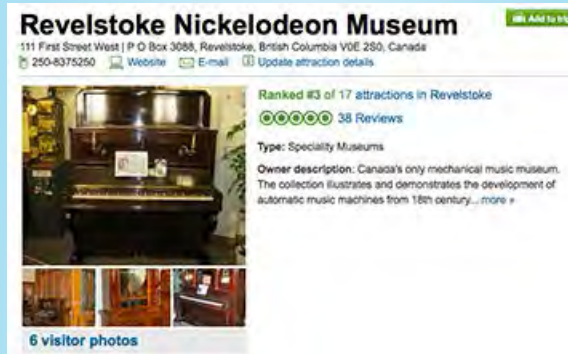 Revelstoke Nickelodeon Museum
Add to trip
111 First Street West | P O Box 3088, Revelstoke, British Columbia V0E 2S0, Canada
250-8375250 Website E-mail Update attraction details
Ranked #3 of 17 attractions in Revelstoke
38 Reviews
Type: Speciality Museums
Owner description: Canada's only mechanical music museum.
The collection illustrates and demonstrates the development of
automatic music machines from 18th century... more »
6 visitor photos